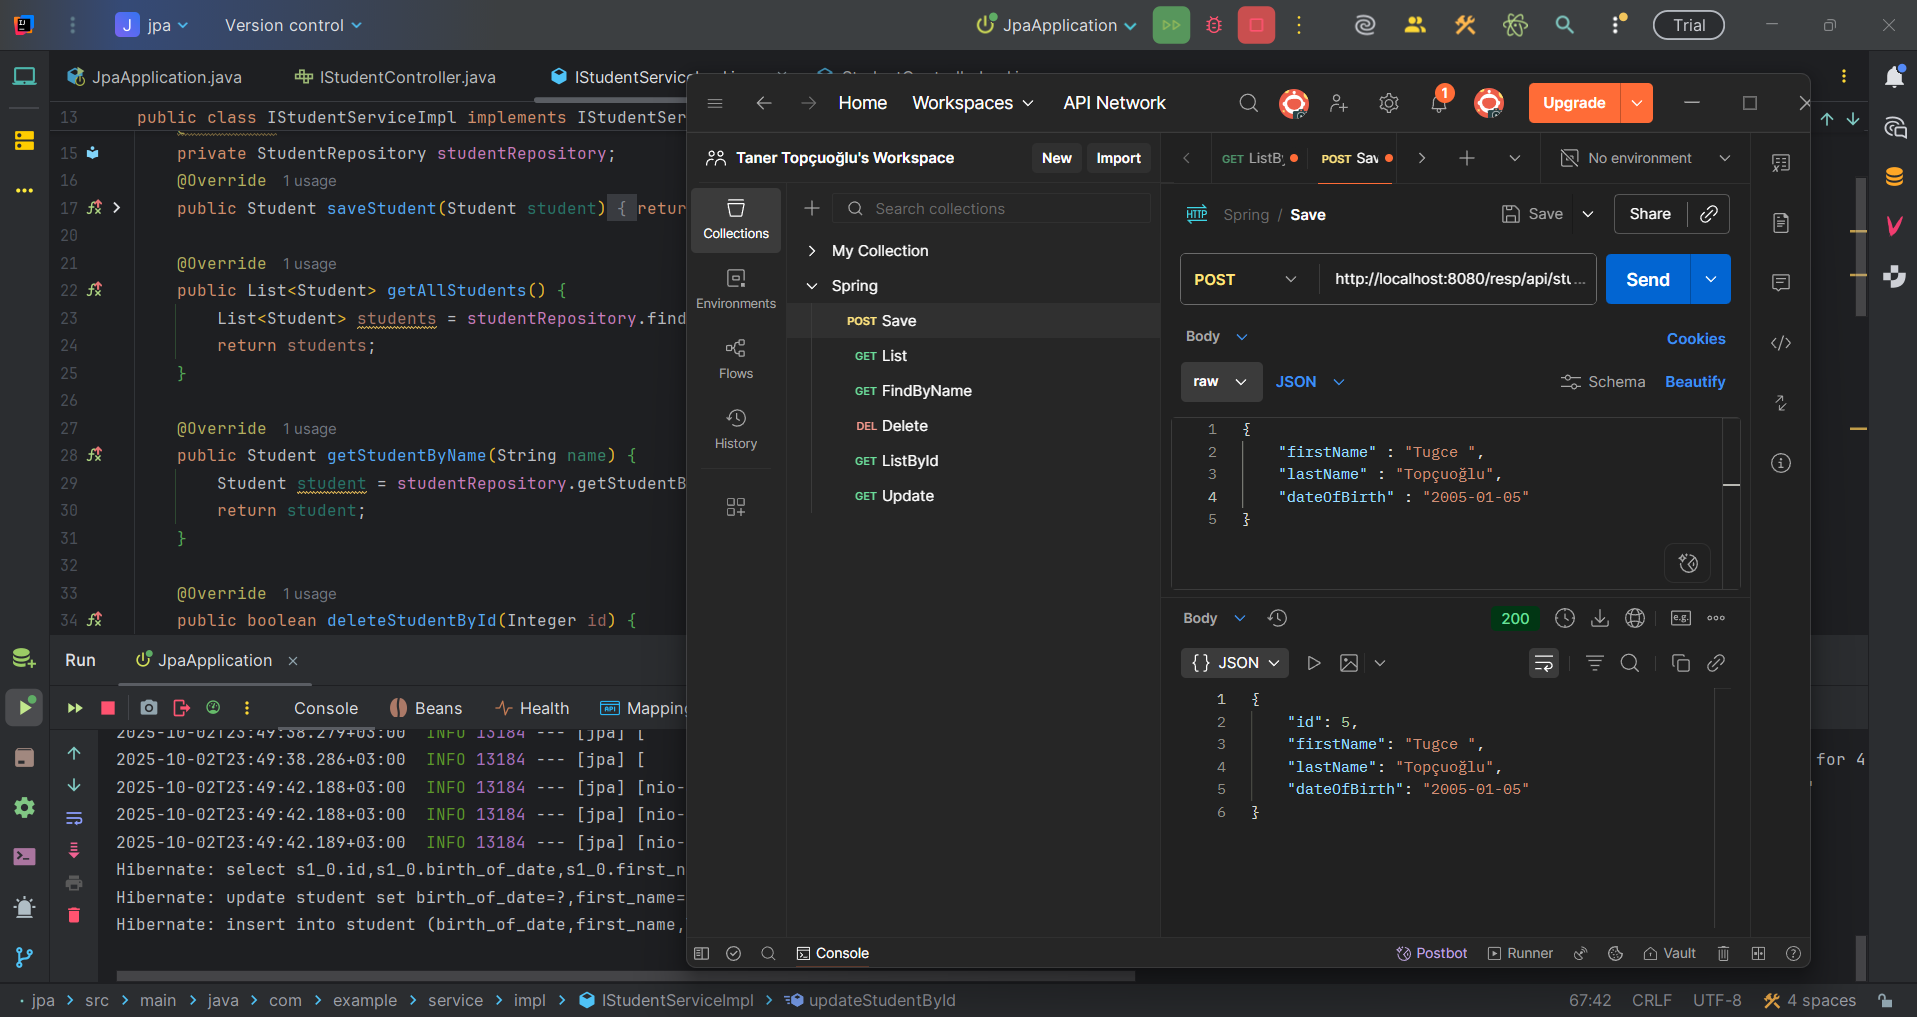 J jpa
Version control
JpaApplication
Trial
JpaApplication.java
IStudentController.java
13 public class IStudentServiceImpl implements IStudentSer
15 private StudentRepository studentRepository;
16 @Override 1 usage
17 public Student saveStudent(Student student) { retur
20
21 @Override 1 usage
22 public List<Student> getAllStudents() {
23 List<Student> students = studentRepository.find
24 return students;
25 }
26
27 @Override 1 usage
28 public Student getStudentByName(String name) {
29 Student student = studentRepository.getStudentB
30 return student;
31 }
32
33 @Override 1 usage
34 public boolean deleteStudentById(Integer id) {
Run
JpaApplication
Console
Beans
Health
API
Mapping
2025-10-02T23:49:38.279+03:00 INFO 13184 --- [jpa] [
2025-10-02T23:49:38.286+03:00 INFO 13184 --- [jpa] [
2025-10-02T23:49:42.188+03:00 INFO 13184 --- [jpa] [nio-
2025-10-02T23:49:42.188+03:00 INFO 13184 --- [jpa] [nio-
2025-10-02T23:49:42.189+03:00 INFO 13184 --- [jpa] [nio-
Hibernate: select s1_0.id,s1_0.birth_of_date,s1_0.first_n
Hibernate: update student set birth_of_date=?,first_name=
Hibernate: insert into student (birth_of_date,first_name,
for 4
Home
Workspaces
API Network
1
Upgrade
Taner Topçuoğlu's Workspace
New
Import
GET ListBy
POST Sav
No environment
Collections
Environments
Flows
History
Search collections
My Collection
Spring
POST Save
GET List
GET FindByName
DEL Delete
GET ListById
GET Update
HTTP
Spring / Save
Save
Share
POST
http://localhost:8080/resp/api/stu...
Send
Body
Cookies
raw
JSON
Schema
Beautify
1 {
2 "firstName" : "Tugce ",
3 "lastName" : "Topçuoğlu",
4 "dateOfBirth" : "2005-01-05"
5 }
Body
200
e.g.
{} JSON
1 {
2 "id": 5,
3 "firstName": "Tugce ",
4 "lastName": "Topçuoğlu",
5 "dateOfBirth": "2005-01-05"
6 }
Console
Postbot
Runner
Vault
jpa > src > main > java > com > example > service > impl > IStudentServiceImpl > updateStudentById
67:42
CRLF
UTF-8
4 spaces